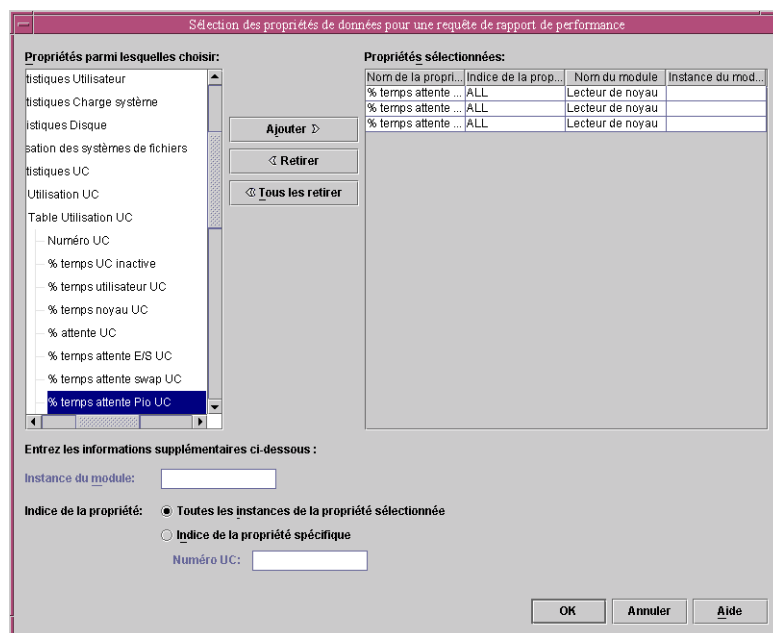 Sélection des propriétés de données pour une requête de rapport de performance
Propriétés parmi lesquelles choisir:
tistiques Utilisateur
tistiques Charge système
istiques Disque
sation des systèmes de fichiers
tistiques UC
Utilisation UC
Table Utilisation UC
Numéro UC
% temps UC inactive
% temps utilisateur UC
% temps noyau UC
% attente UC
% temps attente E/S UC
% temps attente swap UC
% temps attente Pio UC
Ajouter
Retirer
Tous les retirer
Propriétés sélectionnées:
Nom de la propri... Indice de la prop... Nom du module Instance du mod...
% temps attente ... ALL Lecteur de noyau
% temps attente ... ALL Lecteur de noyau
% temps attente ... ALL Lecteur de noyau
Entrez les informations supplémentaires ci-dessous :
Instance du module:
Indice de la propriété: Toutes les instances de la propriété sélectionnée
Indice de la propriété spécifique
Numéro UC:
OK Annuler Aide